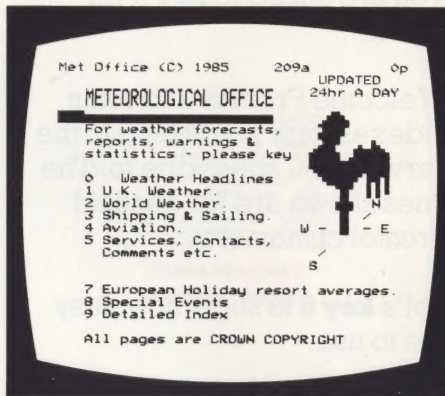 Met Office (C) 1985 209a 0p
UPDATED
METEOROLOGICAL OFFICE 24hr A DAY
For weather forecasts,
reports, warnings &
statistics - please key
0 Weather Headlines
1 U.K. Weather.
2 World Weather
3 Shipping & Sailing. N
4 Aviation. W - - E
5 Services, Contacts,
Comments etc. S
7 European Holiday resort averages.
8 Special Events
9 Detailed Index
All pages are CROWN COPYRIGHT